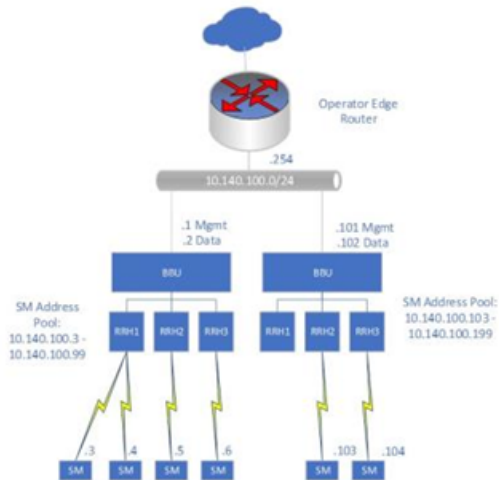 Operator Edge
Router
.254
10.140.100.0/24
.1 Mgmt
.2 Data
.101 Mgmt
.102 Data
BBU
BBU
SM Address
Pool:
10.140.100.3 -
10.140.100.99
RRH1
RRH2
RRH3
RRH1
RRH2
RRH3
SM Address Pool:
10.140.100.103 -
10.140.100.199
.3
.4
.5
.6
.103
.104
SM
SM
SM
SM
SM
SM